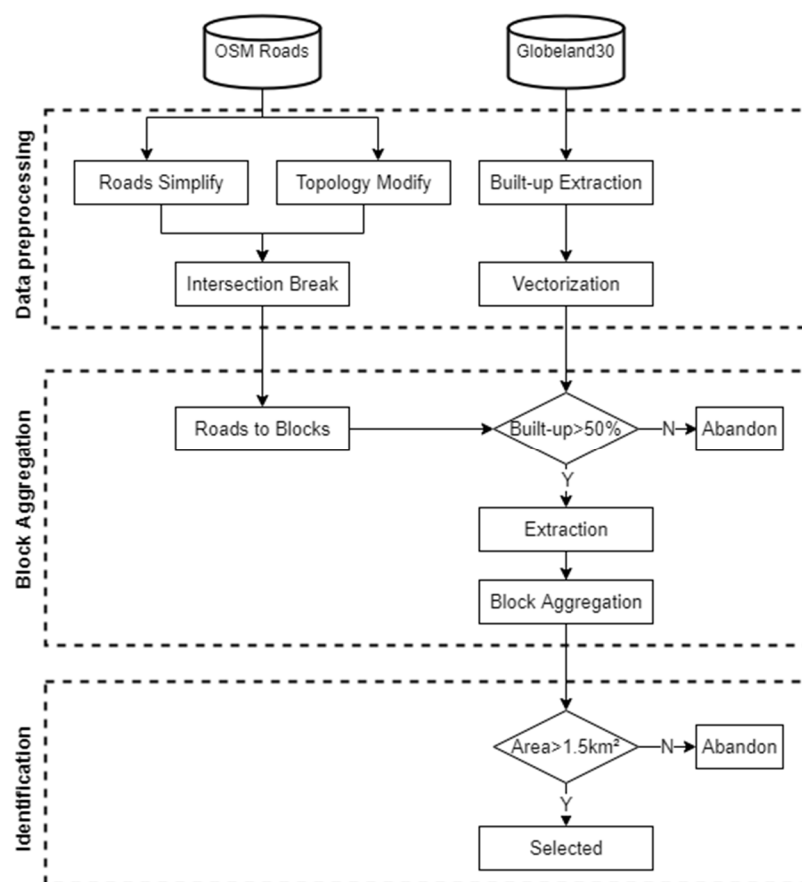 OSM Roads
Globeland30
Data preprocessing
Roads Simplify
Topology Modify
Built-up Extraction
Intersection Break
Vectorization
Block Aggregation
Roads to Blocks
Built-up>50%
N
Abandon
Y
Extraction
Block Aggregation
Identification
Area>1.5km²
N
Abandon
Y
Selected